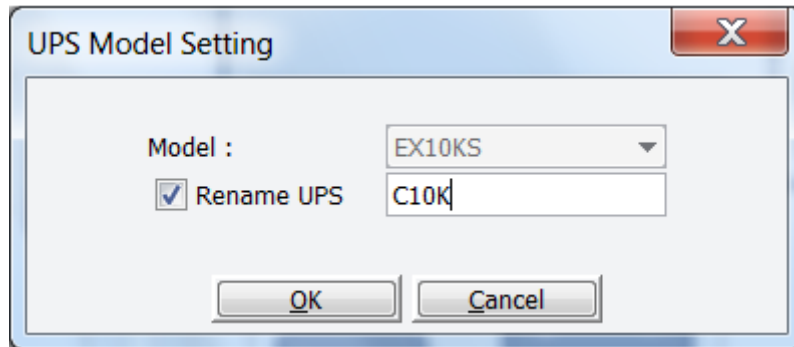 UPS Model Setting
Model : EX10KS
Rename UPS C10K
OK Cancel